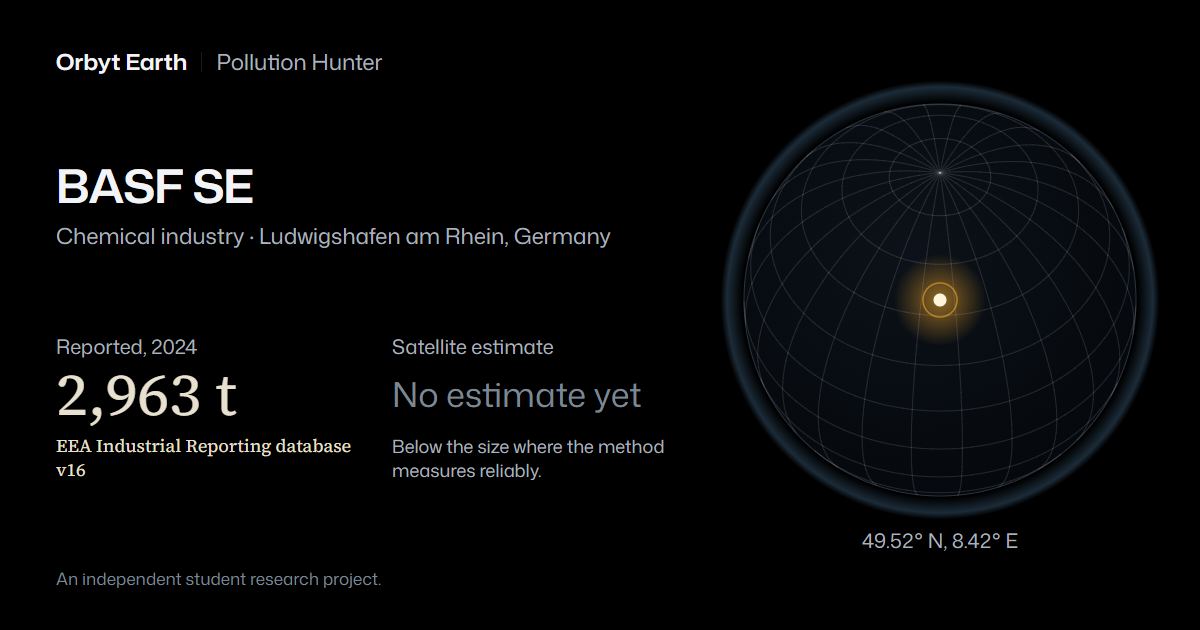 Orbyt Earth | Pollution Hunter
BASF SE
Chemical industry · Ludwigshafen am Rhein, Germany
Reported, 2024
2,963 t
EEA Industrial Reporting database
v16
Satellite estimate
No estimate yet
Below the size where the method
measures reliably.
49.52° N, 8.42° E
An independent student research project.